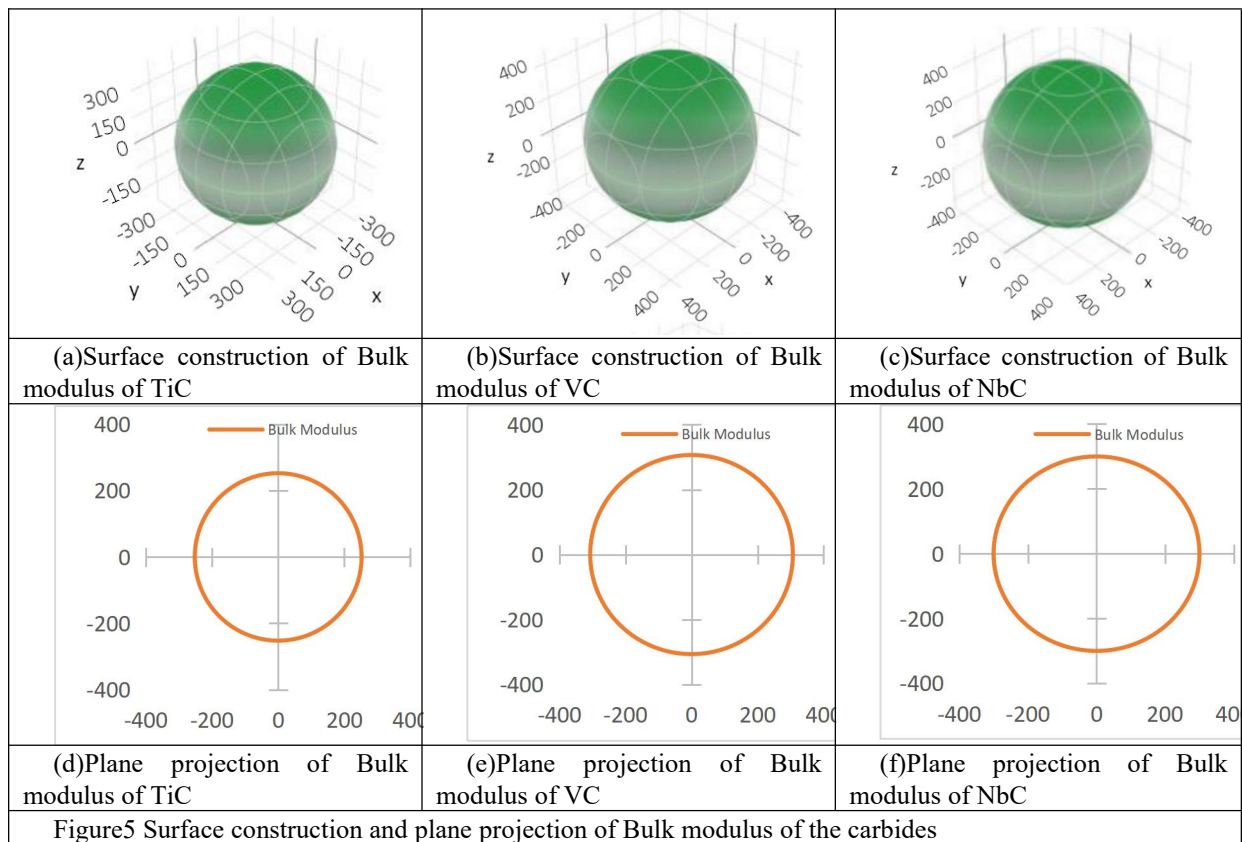 300
150
0
z
-150
-300
-150
0
y
150
300
-300
-150
0
x
150
300
400
200
0
z
-200
-400
-200
0
y
200
400
-400
-200
0
x
200
400
400
200
0
z
-200
-400
-200
0
y
200
400
-400
-200
0
x
200
400
(a)Surface construction of Bulk
modulus of TiC
(b)Surface construction of Bulk
modulus of VC
(c)Surface construction of Bulk
modulus of NbC
400
Bulk Modulus
200
0
-200
-400
-400 -200 0 200 400
400
Bulk Modulus
200
0
-200
-400
-400 -200 0 200 400
400
Bulk Modulus
200
0
-200
-400
-400 -200 0 200 40
(d)Plane projection of Bulk
modulus of TiC
(e)Plane projection of Bulk
modulus of VC
(f)Plane projection of Bulk
modulus of NbC
Figure5 Surface construction and plane projection of Bulk modulus of the carbides